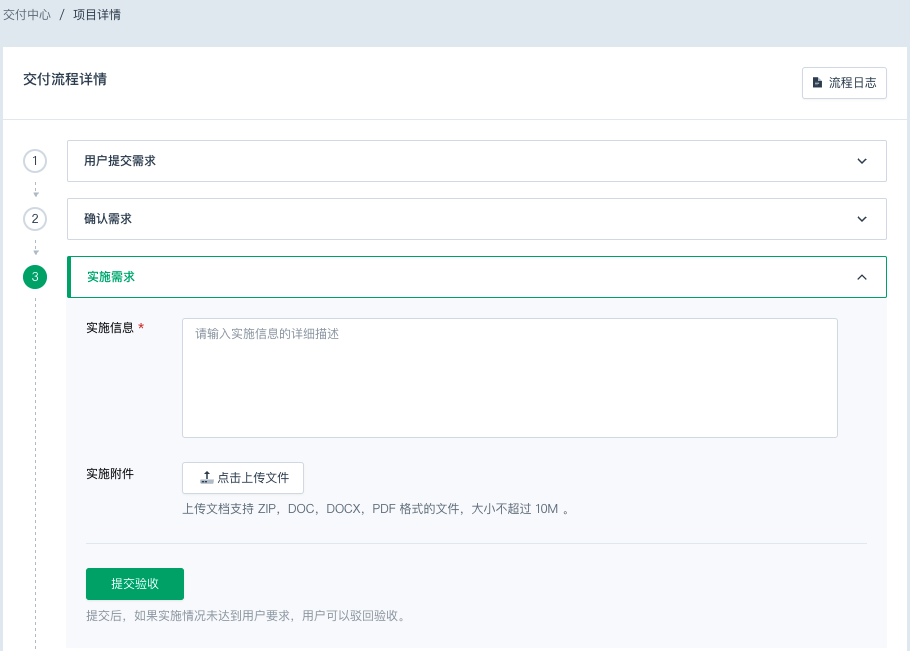 交付中心 / 项目详情
交付流程详情
流程日志
1 用户提交需求
2 确认需求
3 实施需求
实施信息 *
请输入实施信息的详细描述
实施附件
点击上传文件
上传文档支持 ZIP，DOC，DOCX，PDF 格式的文件，大小不超过 10M 。
提交验收
提交后，如果实施情况未达到用户要求，用户可以驳回验收。